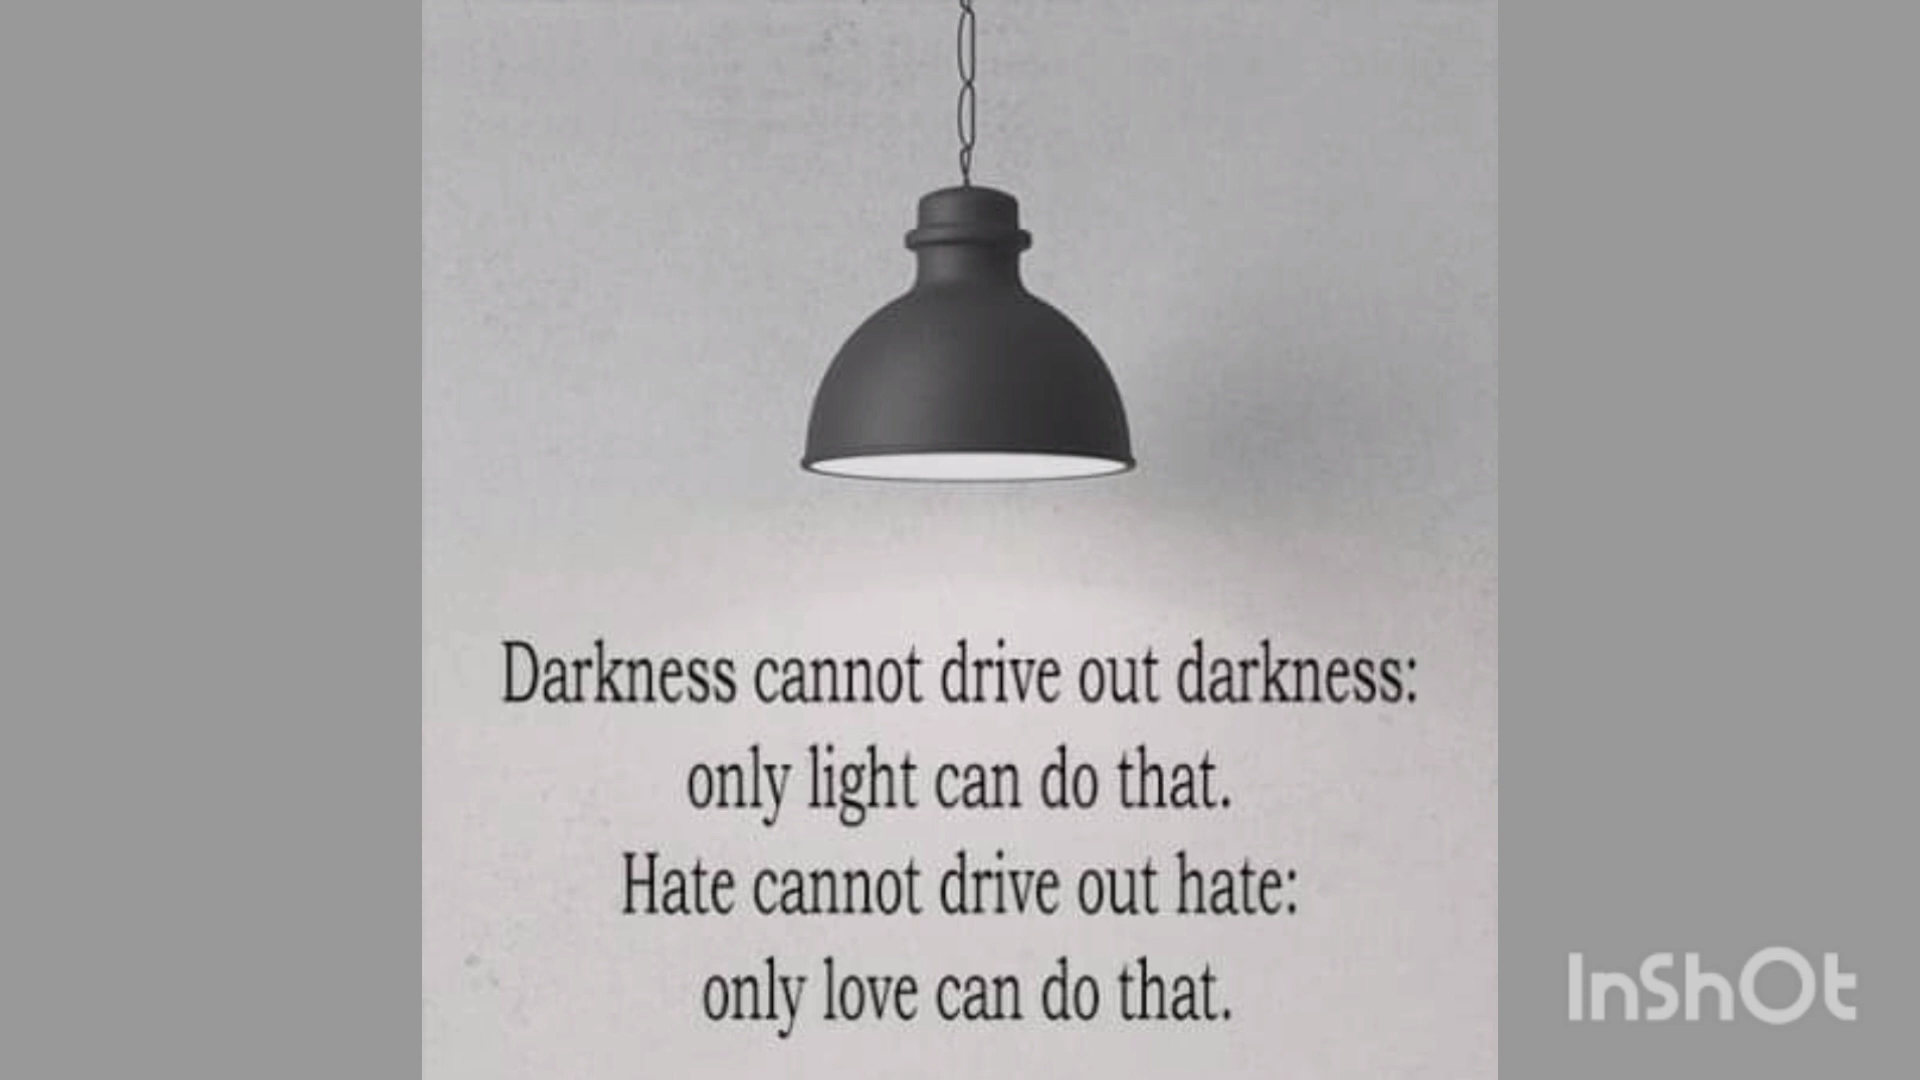 Darkness cannot drive out darkness:
only light can do that.
Hate cannot drive out hate:
only love can do that.
InShOt